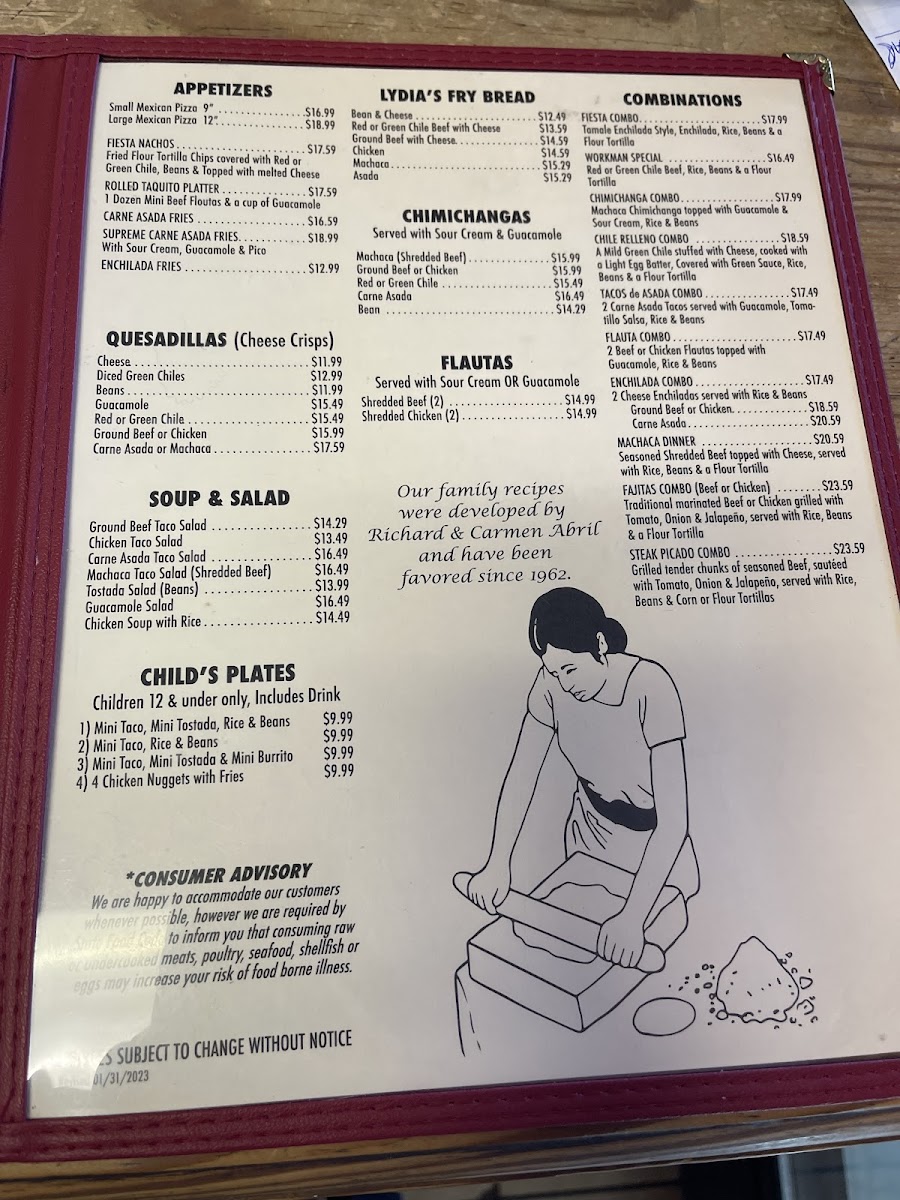 APPETIZERS
Small Mexican Pizza 9" ................ $16.99
Large Mexican Pizza 12" ................ $18.99
FIESTA NACHOS ................ $17.59
Fried Flour Tortilla Chips covered with Red or
Green Chile, Beans & Topped with melted Cheese
ROLLED TAQUITO PLATTER ................ $17.59
1 Dozen Mini Beef Floutas & a cup of Guacamole
CARNE ASADA FRIES ................ $16.59
SUPREME CARNE ASADA FRIES ................ $18.99
With Sour Cream, Guacamole & Pico
ENCHILADA FRIES ................ $12.99
QUESADILLAS (Cheese Crisps)
Cheese ................ $11.99
Diced Green Chiles $12.99
Beans ................ $11.99
Guacamole $15.49
Red or Green Chile ................ $15.49
Ground Beef or Chicken $15.99
Carne Asada or Machaca ................ $17.59
SOUP & SALAD
Ground Beef Taco Salad ................ $14.29
Chicken Taco Salad $13.49
Carne Asada Taco Salad ................ $16.49
Machaca Taco Salad (Shredded Beef) $16.49
Tostada Salad (Beans) ................ $13.99
Guacamole Salad $16.49
Chicken Soup with Rice ................ $14.49
CHILD'S PLATES
Children 12 & under only, Includes Drink
1) Mini Taco, Mini Tostada, Rice & Beans $9.99
2) Mini Taco, Rice & Beans $9.99
3) Mini Taco, Mini Tostada & Mini Burrito $9.99
4) 4 Chicken Nuggets with Fries $9.99
*CONSUMER ADVISORY
We are happy to accommodate our customers
whenever possible, however we are required by
State Food Code to inform you that consuming raw
or undercooked meats, poultry, seafood, shellfish or
eggs may increase your risk of food borne illness.
SUBJECT TO CHANGE WITHOUT NOTICE
01/31/2023
LYDIA'S FRY BREAD
Bean & Cheese ................ $12.49
Red or Green Chile Beef with Cheese $13.59
Ground Beef with Cheese ................ $14.59
Chicken $14.59
Machaca ................ $15.29
Asada $15.29
CHIMICHANGAS
Served with Sour Cream & Guacamole
Machaca (Shredded Beef) ................ $15.99
Ground Beef or Chicken $15.99
Red or Green Chile ................ $15.49
Carne Asada $16.49
Bean ................ $14.29
FLAUTAS
Served with Sour Cream OR Guacamole
Shredded Beef (2) ................ $14.99
Shredded Chicken (2) ................ $14.99
Our family recipes
were developed by
Richard & Carmen Abril
and have been
favored since 1962.
COMBINATIONS
FIESTA COMBO ................ $17.99
Tamale Enchilada Style, Enchilada, Rice, Beans & a
Flour Tortilla
WORKMAN SPECIAL ................ $16.49
Red or Green Chile Beef, Rice, Beans & a Flour
Tortilla
CHIMICHANGA COMBO ................ $17.99
Machaca Chimichanga topped with Guacamole &
Sour Cream, Rice & Beans
CHILE RELLENO COMBO ................ $18.59
A Mild Green Chile stuffed with Cheese, cooked with
a Light Egg Batter, Covered with Green Sauce, Rice,
Beans & a Flour Tortilla
TACOS de ASADA COMBO ................ $17.49
2 Carne Asada Tacos served with Guacamole, Toma-
tillo Salsa, Rice & Beans
FLAUTA COMBO ................ $17.49
2 Beef or Chicken Flautas topped with
Guacamole, Rice & Beans
ENCHILADA COMBO ................ $17.49
2 Cheese Enchiladas served with Rice & Beans
Ground Beef or Chicken ................ $18.59
Carne Asada ................ $20.59
MACHACA DINNER ................ $20.59
Seasoned Shredded Beef topped with Cheese, served
with Rice, Beans & a Flour Tortilla
FAJITAS COMBO (Beef or Chicken) ........ $23.59
Traditional marinated Beef or Chicken grilled with
Tomato, Onion & Jalapeño, served with Rice, Beans
& a Flour Tortilla
STEAK PICADO COMBO ................ $23.59
Grilled tender chunks of seasoned Beef, sautéed
with Tomato, Onion & Jalapeño, served with Rice,
Beans & Corn or Flour Tortillas